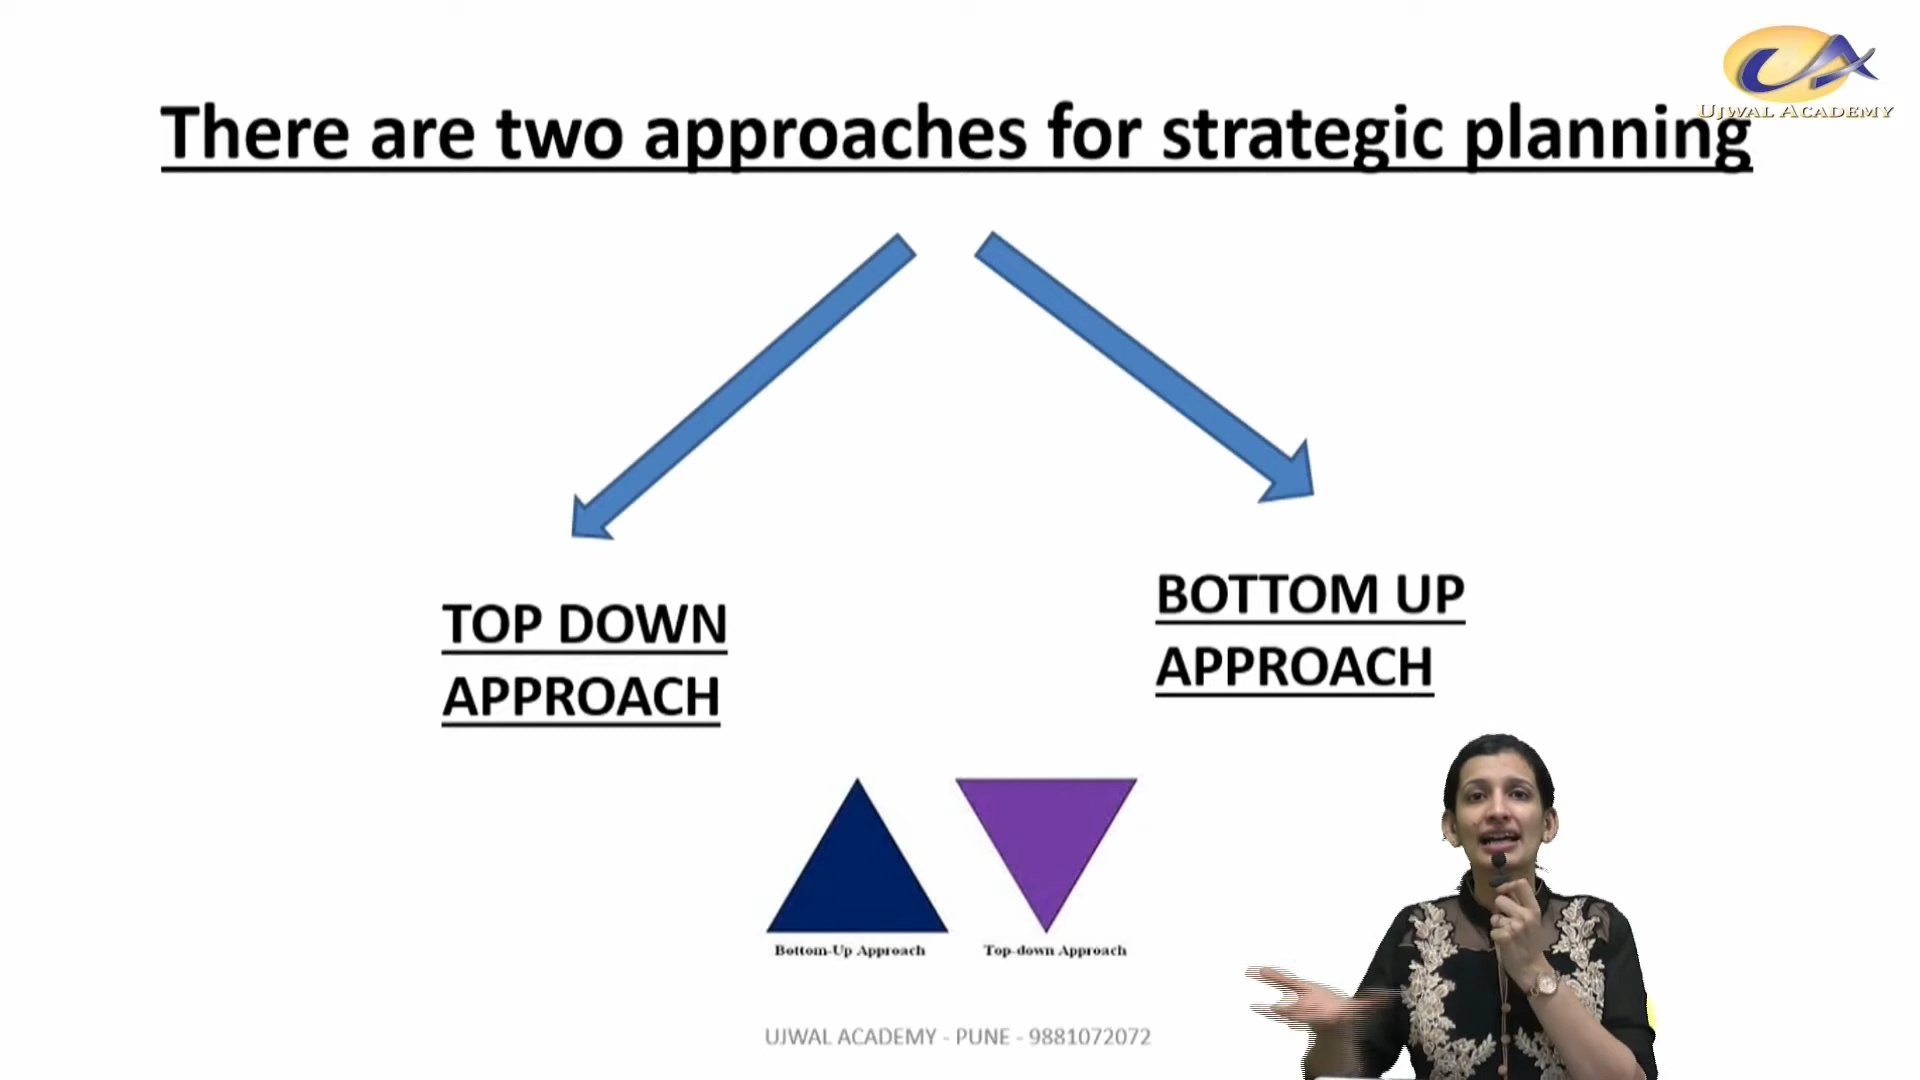 UJWAL ACADEMY
There are two approaches for strategic planning
TOP DOWN
APPROACH
BOTTOM UP
APPROACH
Bottom-Up Approach
Top-down Approach
UJWAL ACADEMY - PUNE - 9881072072